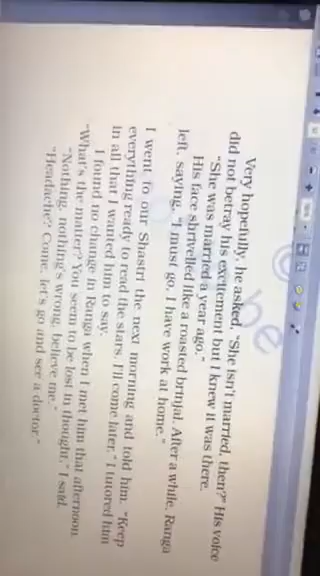 Very hopefully, he asked, "She isn't married, then?" His voice
did not betray his excitement but I knew it was there.
"She was married a year ago."
His face shrivelled like a roasted brinjal. After a while, Ranga
left, saying, "I must go, I have work at home."
I went to our Shastri the next morning and told him, "Keep
everything ready to read the stars. I'll come later." I tutored him
in all that I wanted him to say.
I found no change in Ranga when I met him that afternoon.
"What's the matter? You seem to be lost in thought," I said.
"Nothing, nothing's wrong, believe me."
"Headache? Come, let's go and see a doctor."
be